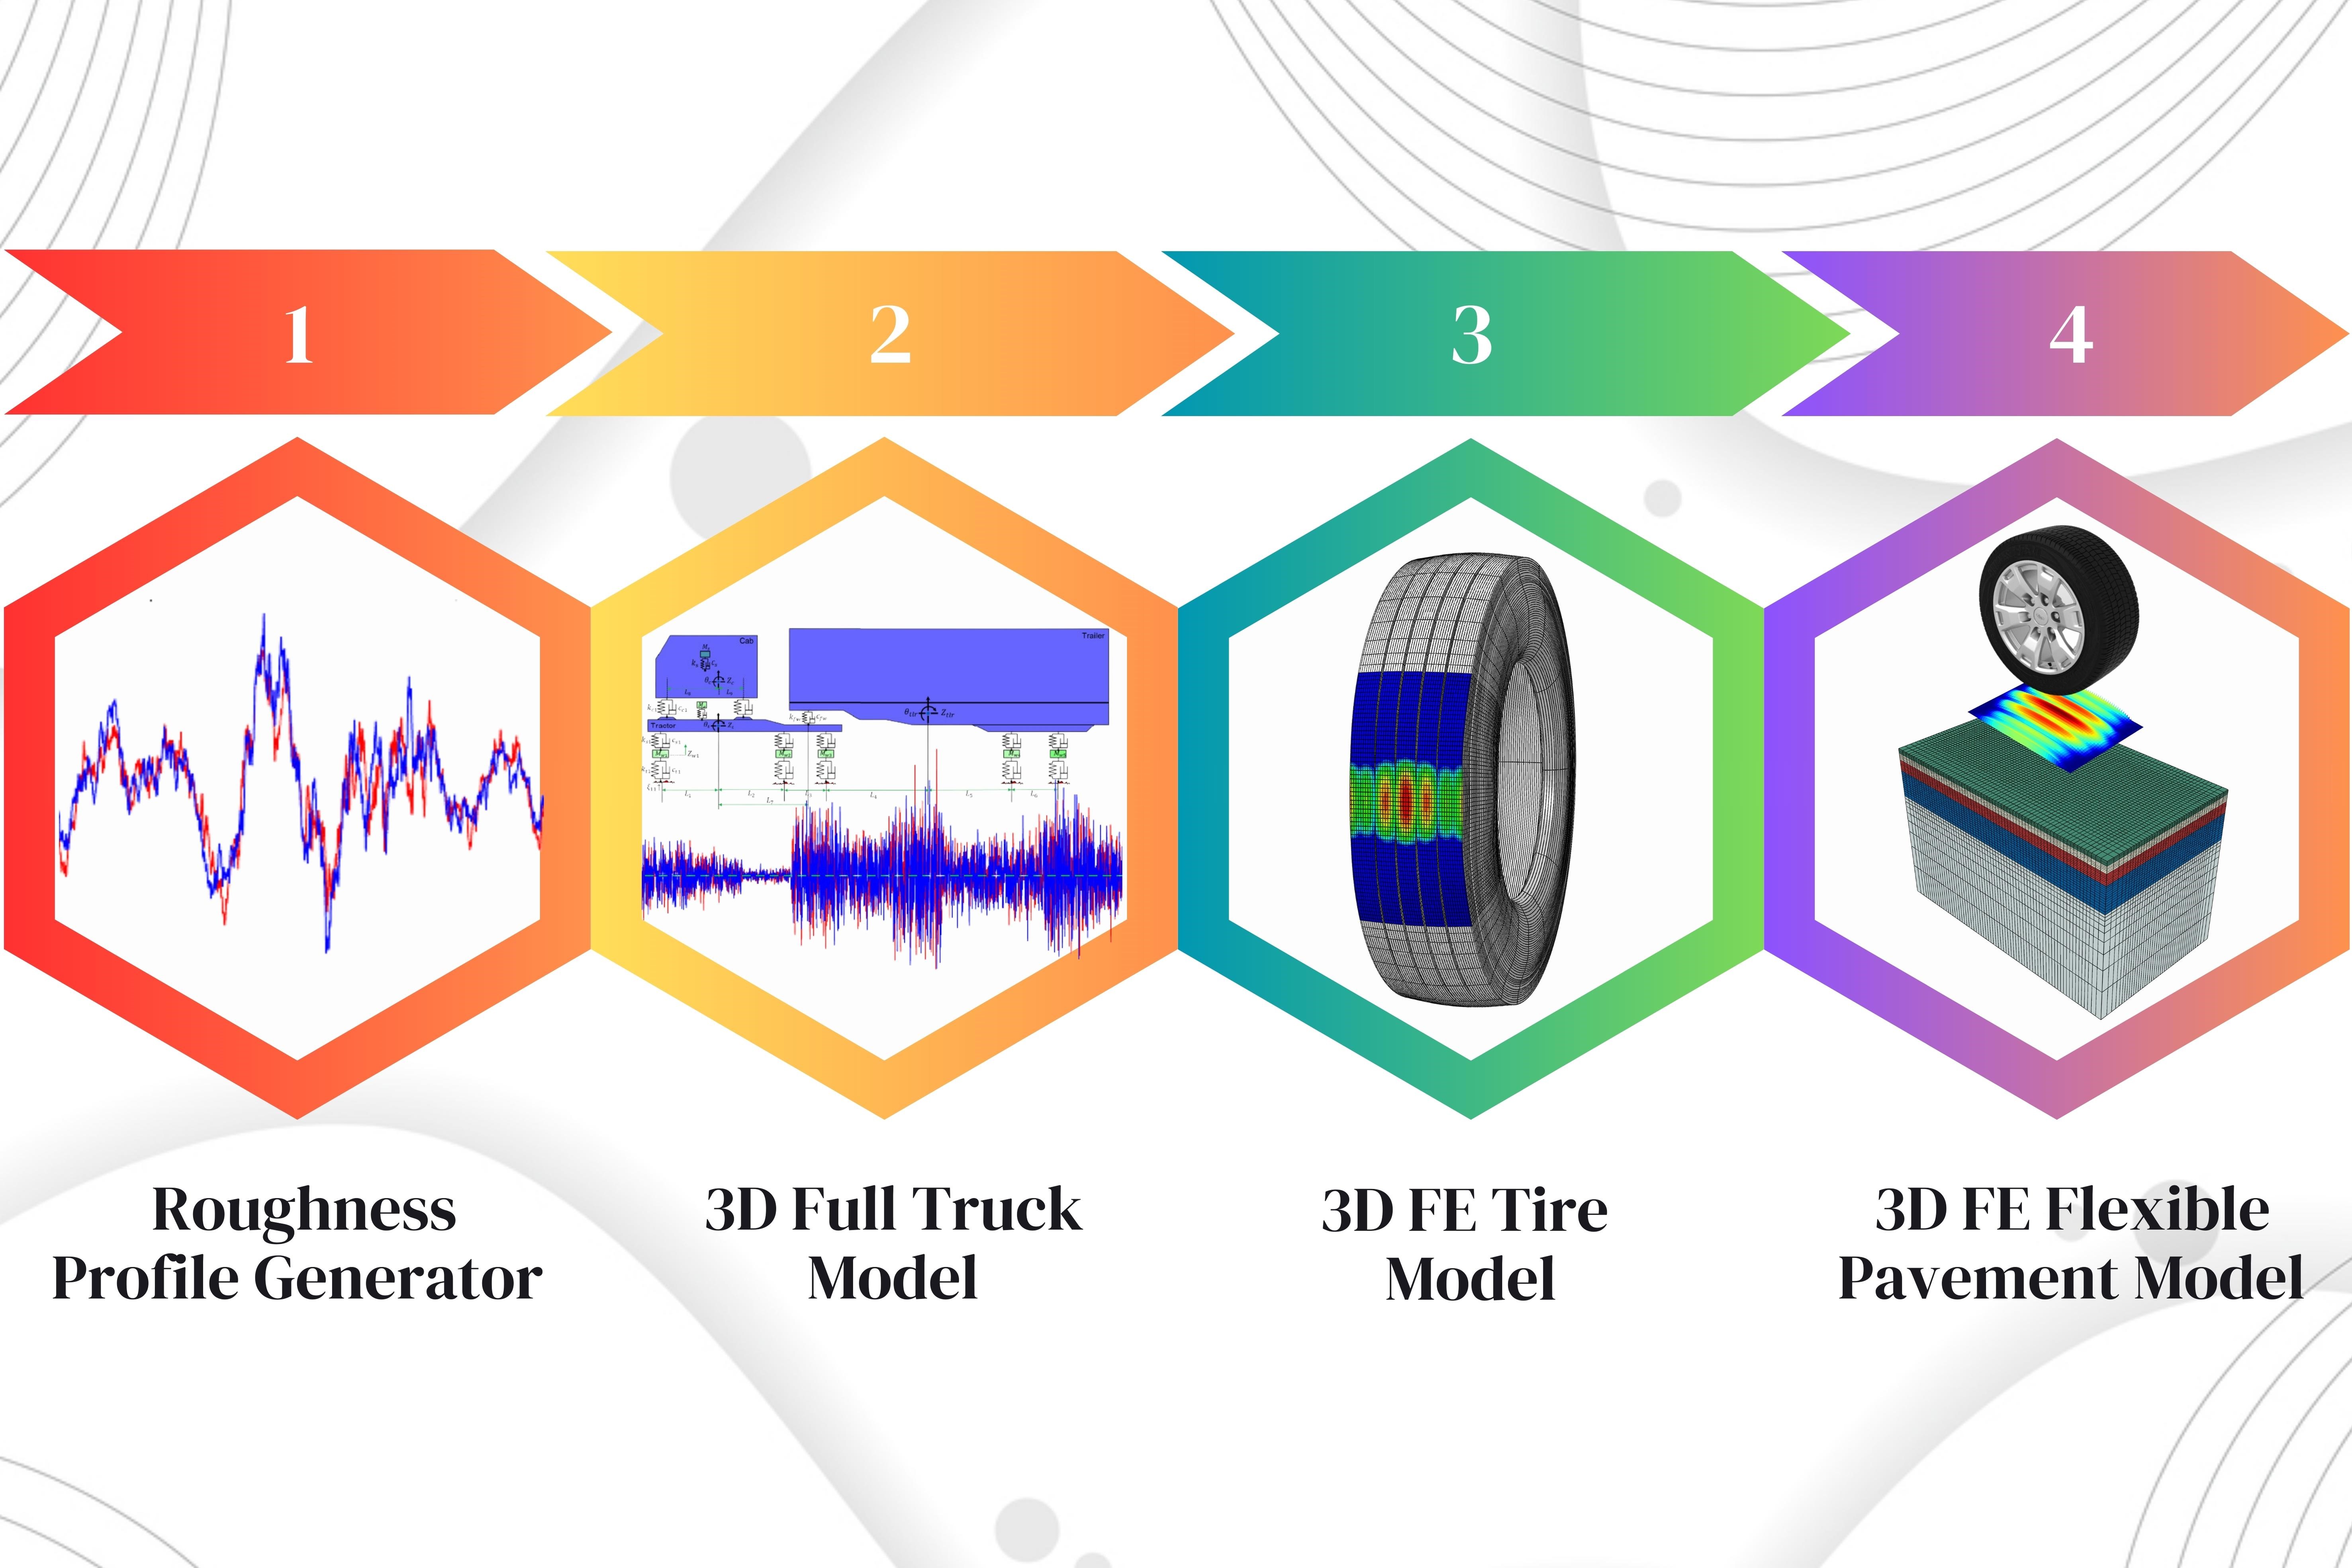 1
2
3
4
Cab
Trailer
Tractor
Roughness
Profile Generator
3D Full Truck
Model
3D FE Tire
Model
3D FE Flexible
Pavement Model